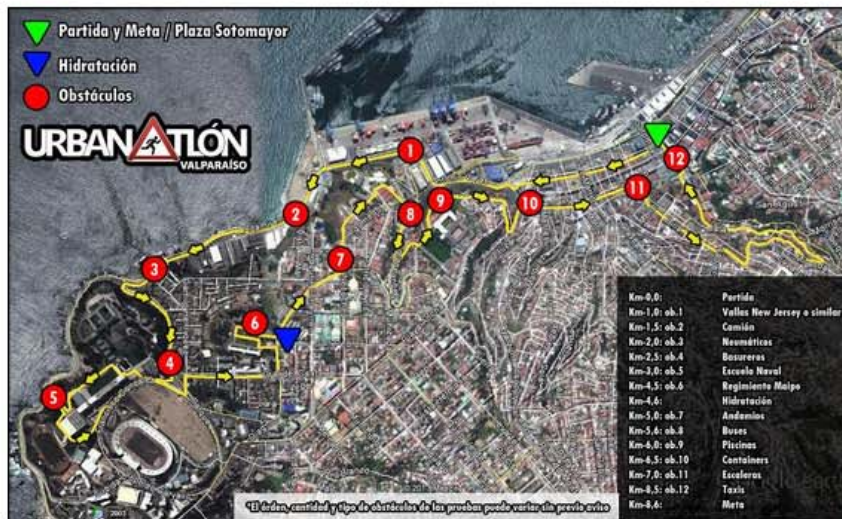 Partida y Meta / Plaza Sotomayor
Hidratación
Obstáculos
URBANATLÓN
VALPARAÍSO
1
2
3
4
5
6
7
8
9
10
11
12
Km-0,0: Partida
Km-1,0: ob.1 Vallas New Jersey o similar
Km-1,5: ob.2 Camión
Km-2,0: ob.3 Neumáticos
Km-2,5: ob.4 Basureros
Km-3,0: ob.5 Escuela Naval
Km-4,5: ob.6 Regimiento Maipo
Km-4,6: Hidratación
Km-5,0: ob.7 Andamios
Km-5,6: ob.8 Buses
Km-6,0: ob.9 Piscinas
Km-6,5: ob.10 Containers
Km-7,0: ob.11 Escaleras
Km-8,5: ob.12 Taxis
Km-8,6: Meta
*El órden, cantidad y tipo de obstáculos de las pruebas puede variar sin previo aviso